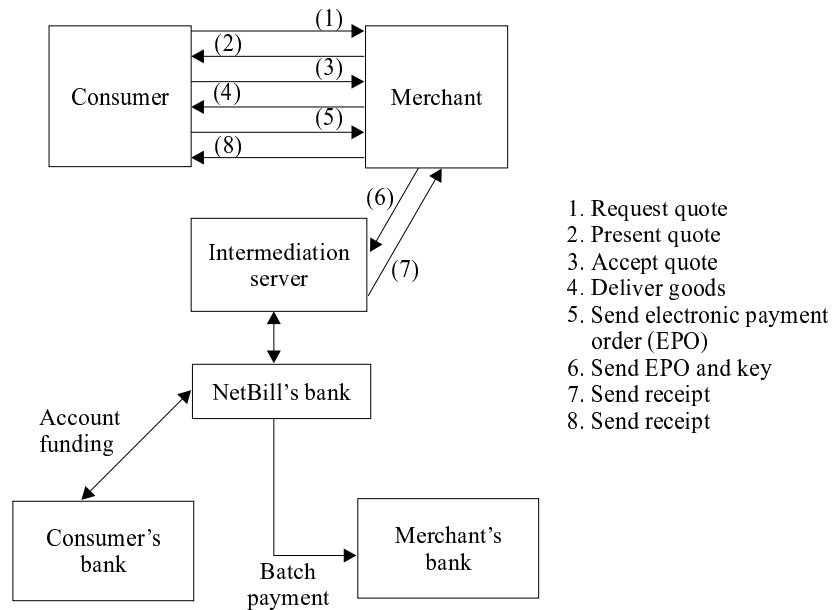 (1)
(2)
(3)
(4)
(5)
(8)
Consumer
Merchant
(6)
(7)
Intermediation
server
NetBill’s bank
Account
funding
Consumer’s
bank
Merchant’s
bank
Batch
payment
1. Request quote
2. Present quote
3. Accept quote
4. Deliver goods
5. Send electronic payment
order (EPO)
6. Send EPO and key
7. Send receipt
8. Send receipt